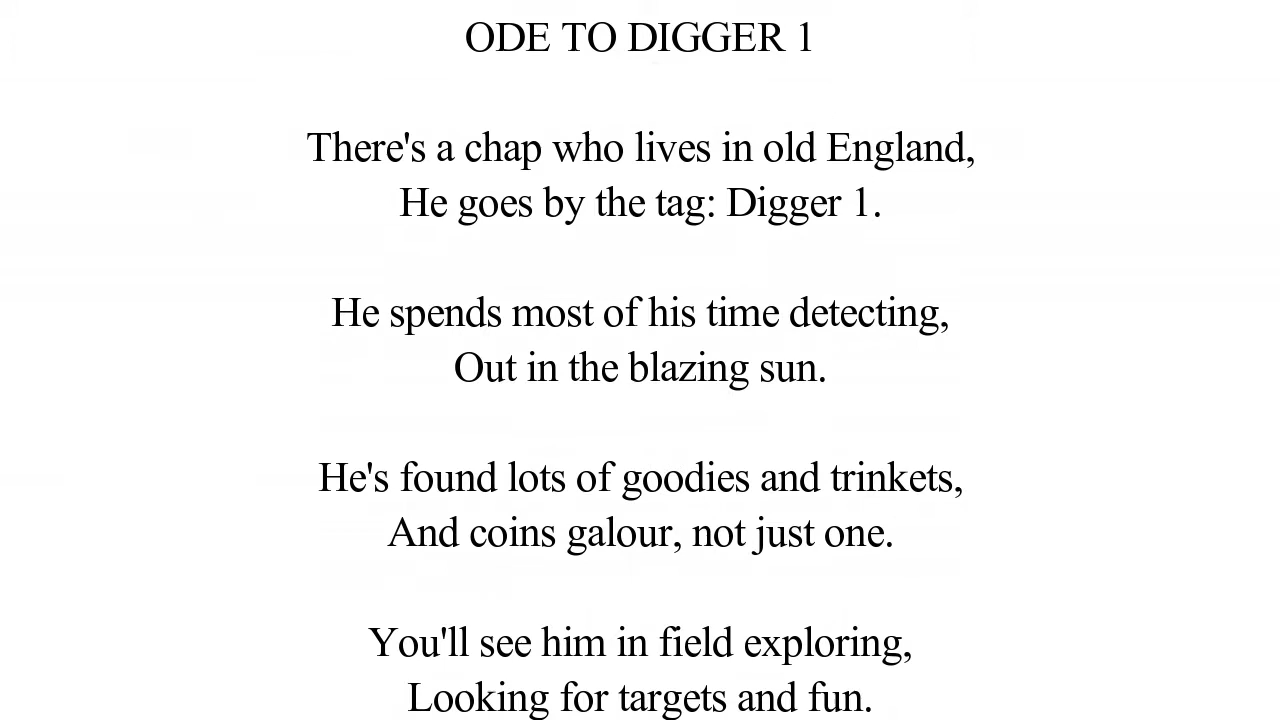 ODE TO DIGGER 1
There's a chap who lives in old England,
He goes by the tag: Digger 1.
He spends most of his time detecting,
Out in the blazing sun.
He's found lots of goodies and trinkets,
And coins galour, not just one.
You'll see him in field exploring,
Looking for targets and fun.